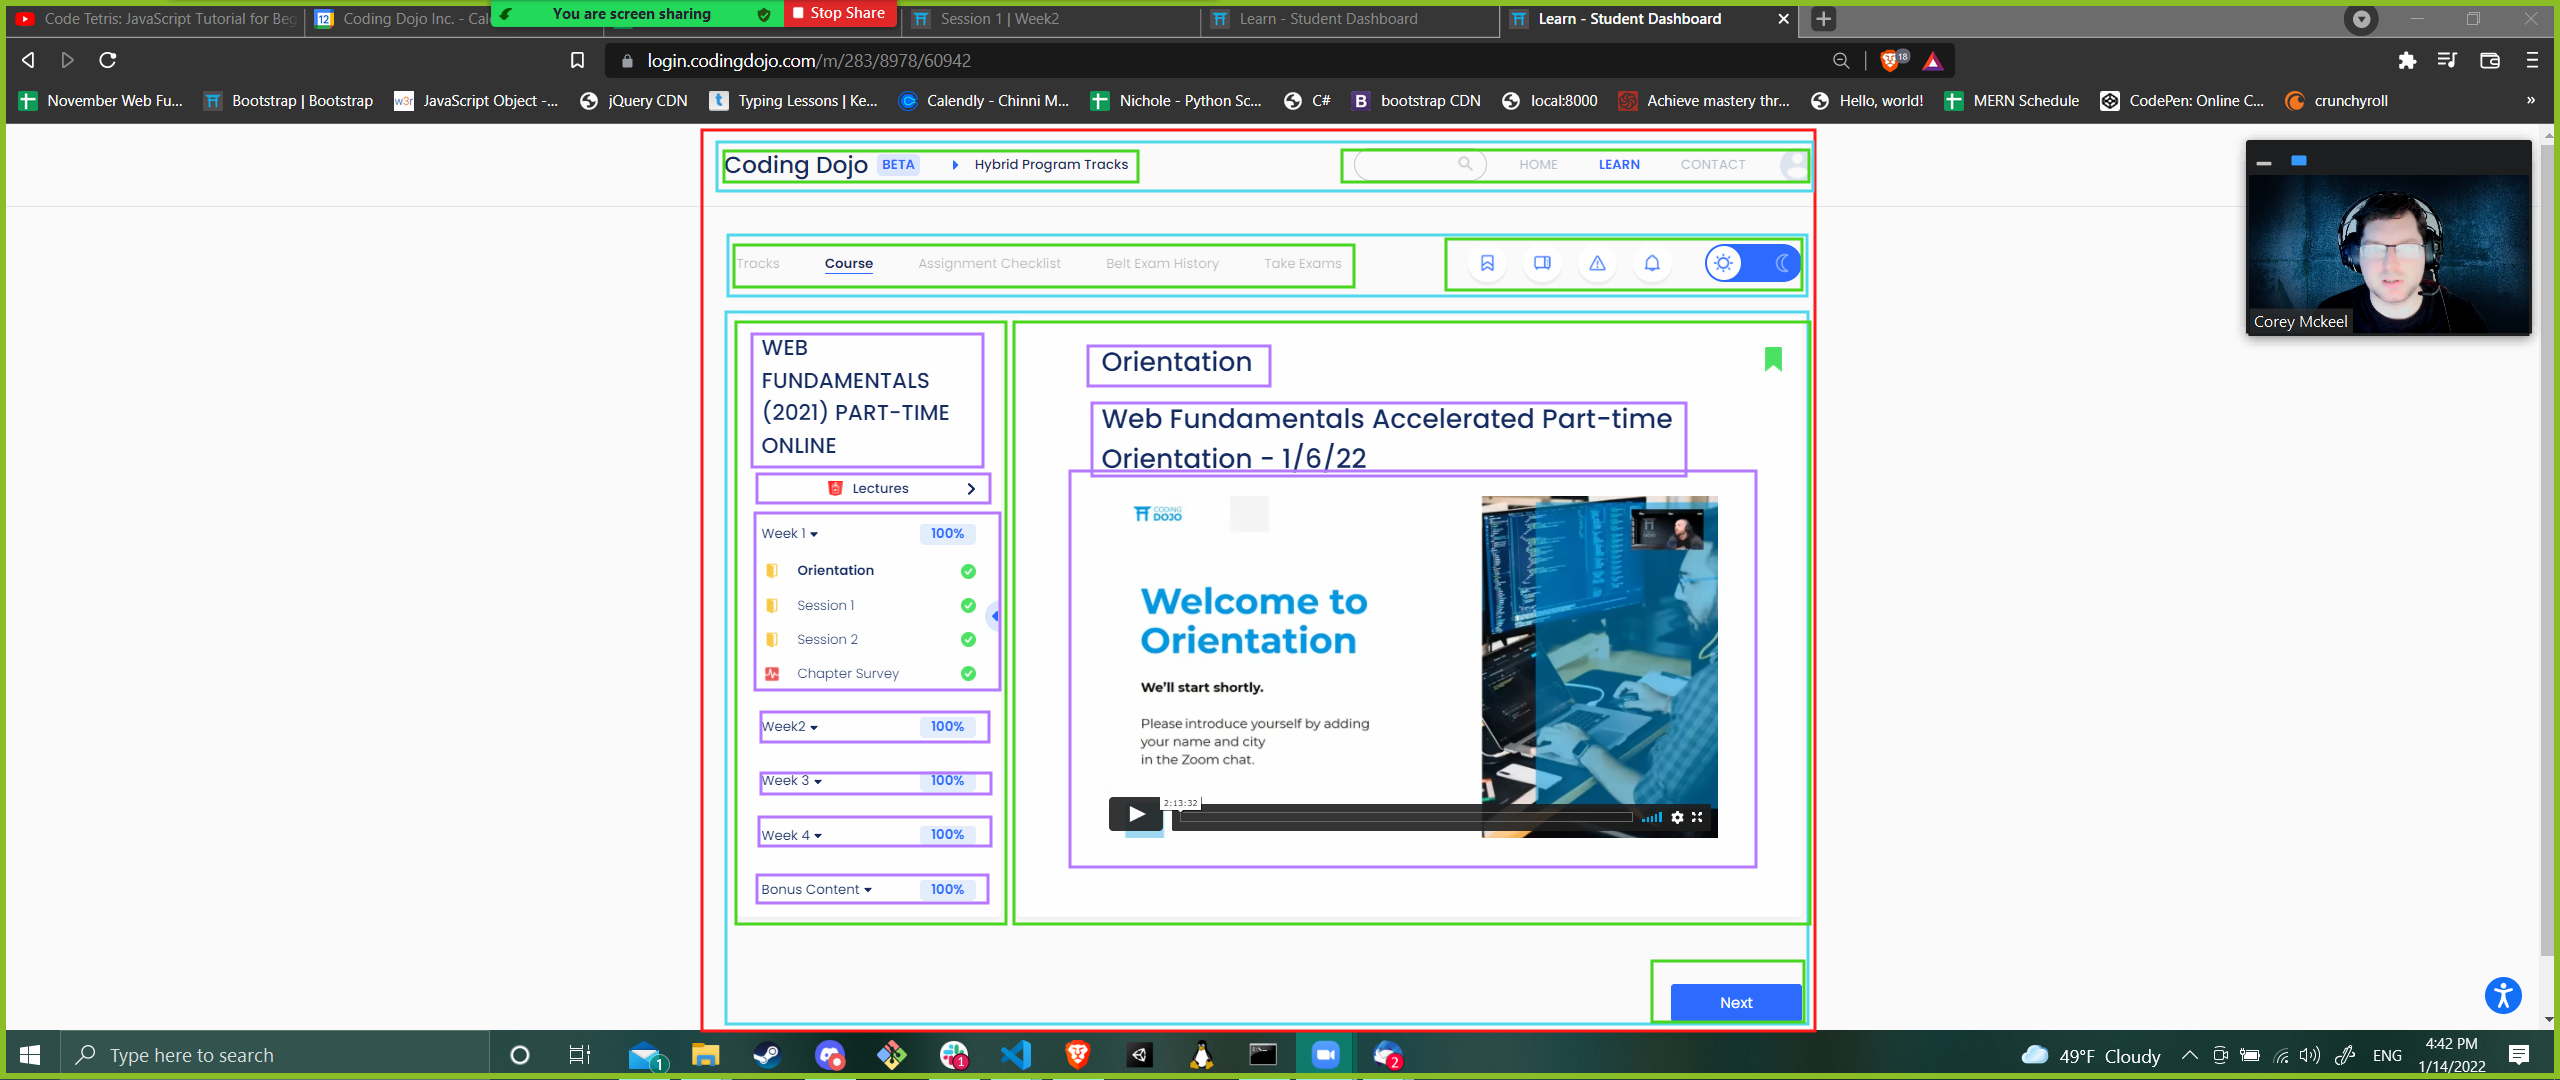 Code Tetris: JavaScript Tutorial for Beg
12 Coding Dojo Inc. - Cal
You are screen sharing
Stop Share
Session 1 | Week2
Learn - Student Dashboard
Learn - Student Dashboard
login.codingdojo.com/m/283/8978/60942
18
November Web Fu...
Bootstrap | Bootstrap
w3r JavaScript Object -...
jQuery CDN
t Typing Lessons | Ke...
Calendly - Chinni M...
Nichole - Python Sc...
C#
B bootstrap CDN
local:8000
Achieve mastery thr...
Hello, world!
MERN Schedule
CodePen: Online C...
crunchyroll
»
Coding Dojo BETA Hybrid Program Tracks
HOME LEARN CONTACT
Corey Mckeel
Tracks Course Assignment Checklist Belt Exam History Take Exams
WEB
FUNDAMENTALS
(2021) PART-TIME
ONLINE
Lectures
Week 1 100%
Orientation
Session 1
Session 2
Chapter Survey
Week2 100%
Week 3 100%
Week 4 100%
Bonus Content 100%
Orientation
Web Fundamentals Accelerated Part-time
Orientation - 1/6/22
CODING
DOJO
Welcome to
Orientation
We'll start shortly.
Please introduce yourself by adding
your name and city
in the Zoom chat.
2:13:32
Next
Type here to search
1
1
2
49°F Cloudy
ENG
4:42 PM
1/14/2022